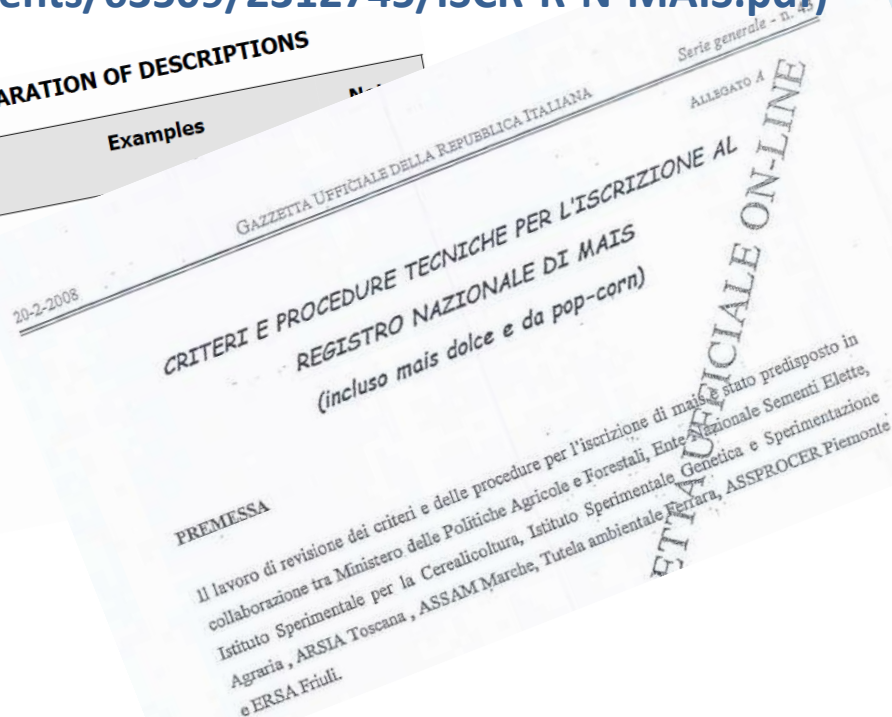 ents/63369/2312745/ISCR-R-N-MAIS.pdf)
ARATION OF DESCRIPTIONS
Examples
20-2-2008
GAZZETTA UFFICIALE DELLA REPUBBLICA ITALIANA
Serie generale - n. 43
ALLEGATO A
CRITERI E PROCEDURE TECNICHE PER L'ISCRIZIONE AL
REGISTRO NAZIONALE DI MAIS
(incluso mais dolce e da pop-corn)
PREMESSA
Il lavoro di revisione dei criteri e delle procedure per l'iscrizione di mais è stato predisposto in
collaborazione tra Ministero delle Politiche Agricole e Forestali, Ente Nazionale Sementi Elette,
Istituto Sperimentale per la Cerealicoltura, Istituto Sperimentale Genetica e Sperimentazione
Agraria , ARSIA Toscana , ASSAM Marche, Tutela ambientale Ferrara, ASSPROCER Piemonte
e ERSA Friuli.
ETTA UFFICIALE ON-LINE